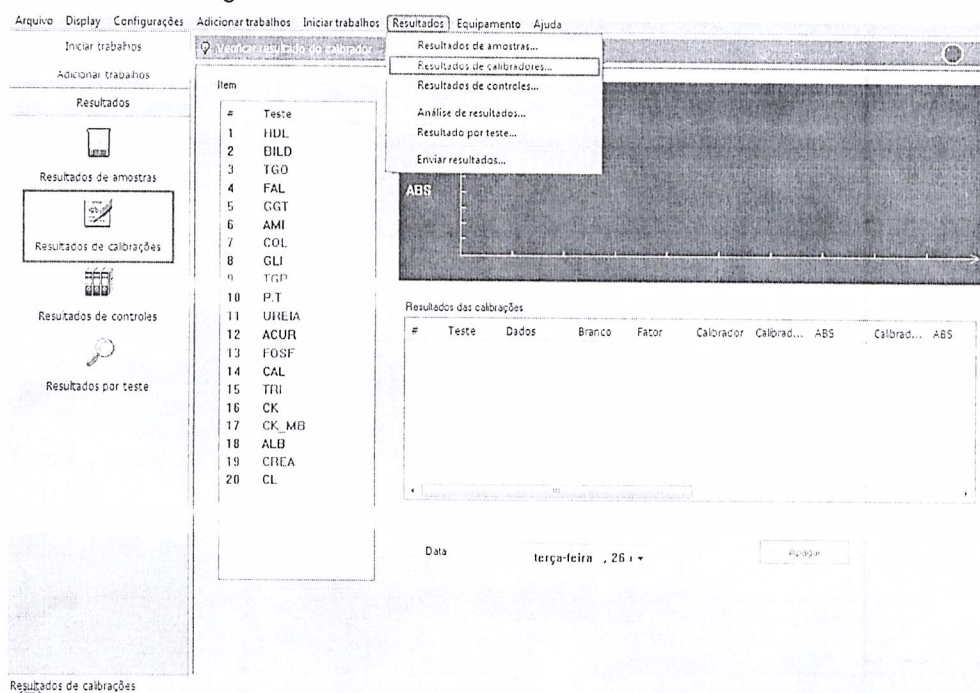 Arquivo Display Configurações Adicionar trabalhos Iniciar trabalhos Resultados Equipamento Ajuda
Iniciar trabalhos
Adicionar trabalhos
Resultados
Resultados de amostras
Resultados de calibrações
Resultados de controles
Resultados por teste
Verificar resultado do calibrador
Resultados de amostras...
Resultados de calibradores...
Resultados de controles...
Análise de resultados...
Resultado por teste...
Enviar resultados...
Item
# Teste
1 HDL
2 BILD
3 TGO
4 FAL
5 GGT
6 AMI
7 COL
8 GLI
9 TGP
10 P.T
11 UREIA
12 ACUR
13 FOSF
14 CAL
15 TRI
16 CK
17 CK_MB
18 ALB
19 CREA
20 CL
ABS
Resultados das calibrações
# Teste Dados Branco Fator Calibrador Calibrad... ABS Calibrad... ABS
Data terça-feira , 26 Apagar
Resultados de calibrações